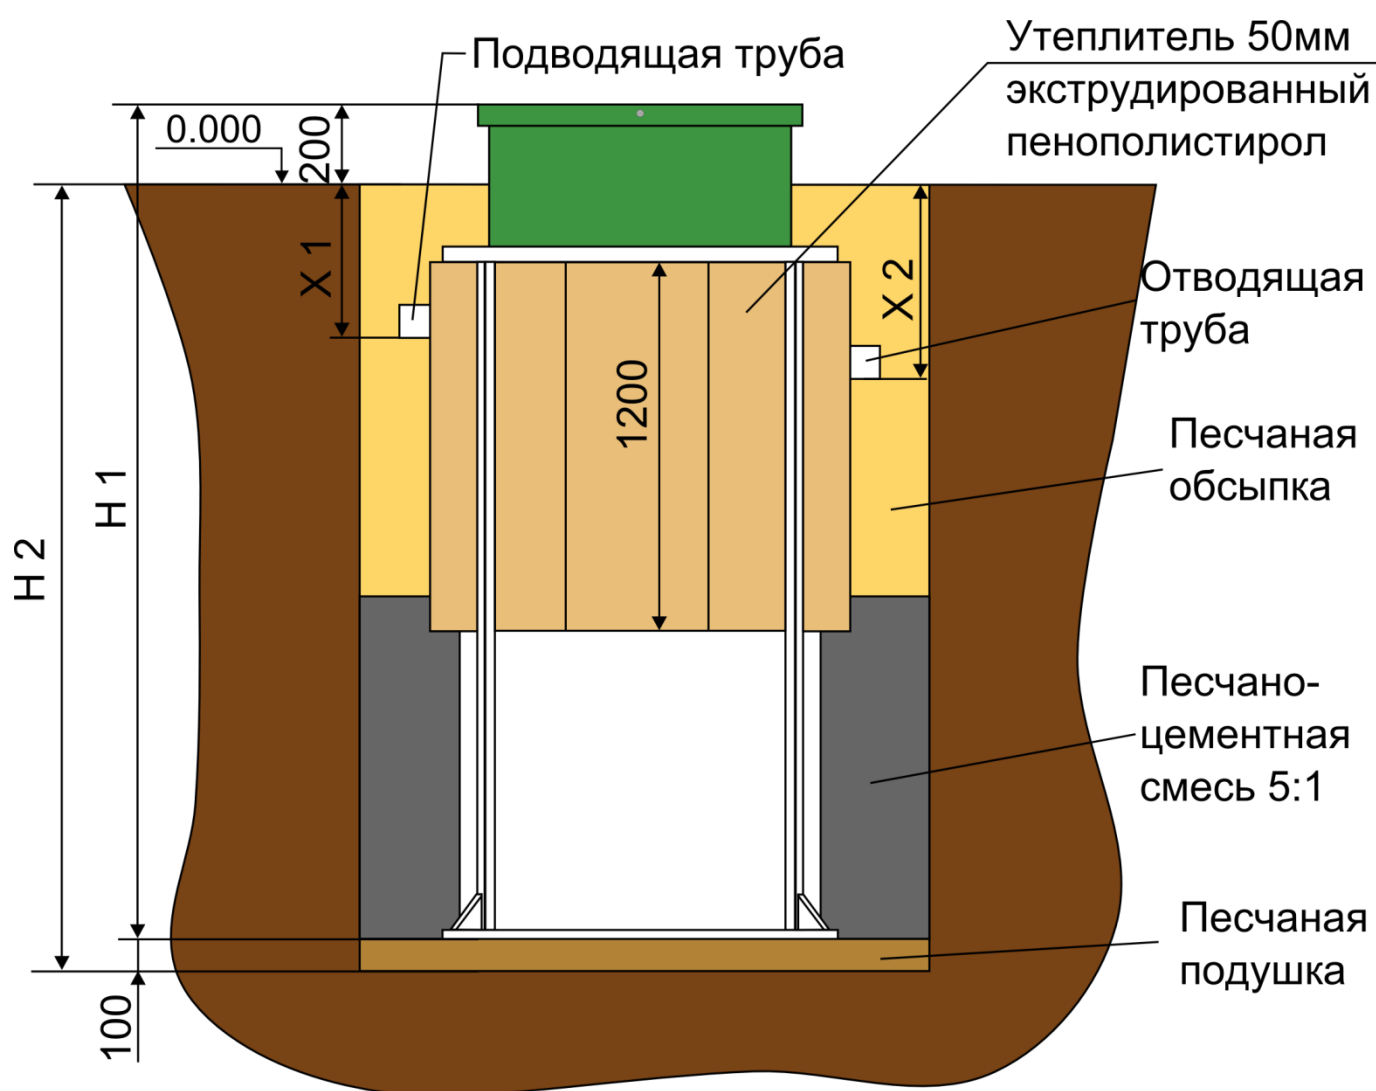 Подводящая труба
Утеплитель 50мм
экструдированный
пенополистирол
0.000
200
X 1
X 2
Отводящая
труба
1200
Песчаная
обсыпка
H 1
H 2
Песчано-
цементная
смесь 5:1
Песчаная
подушка
100